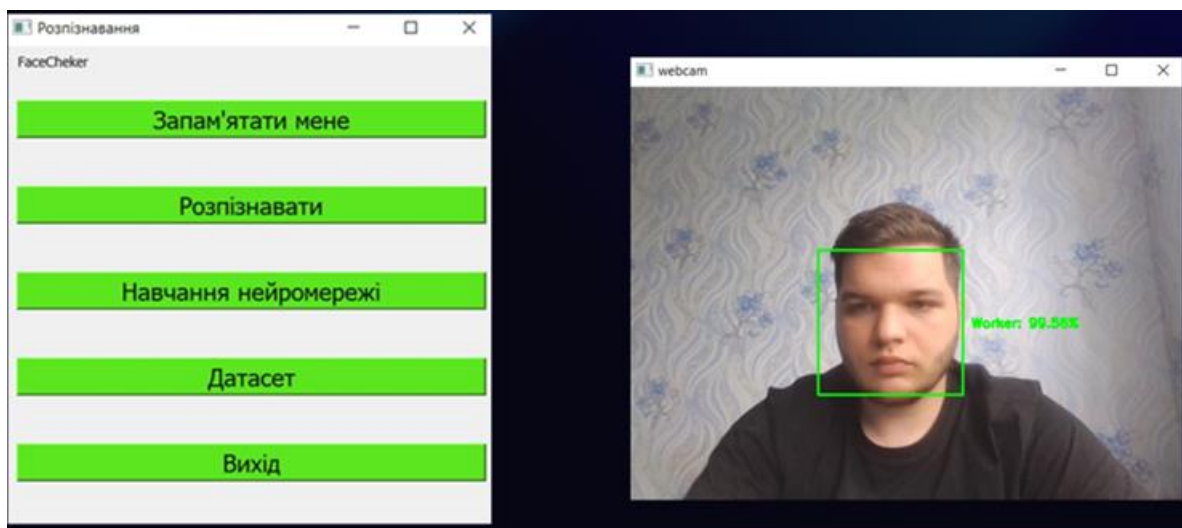 Розпізнавання
FaceCheker
Запам'ятати мене
Розпізнавати
Навчання нейромережі
Датасет
Вихід
webcam
Worker: 99.56%